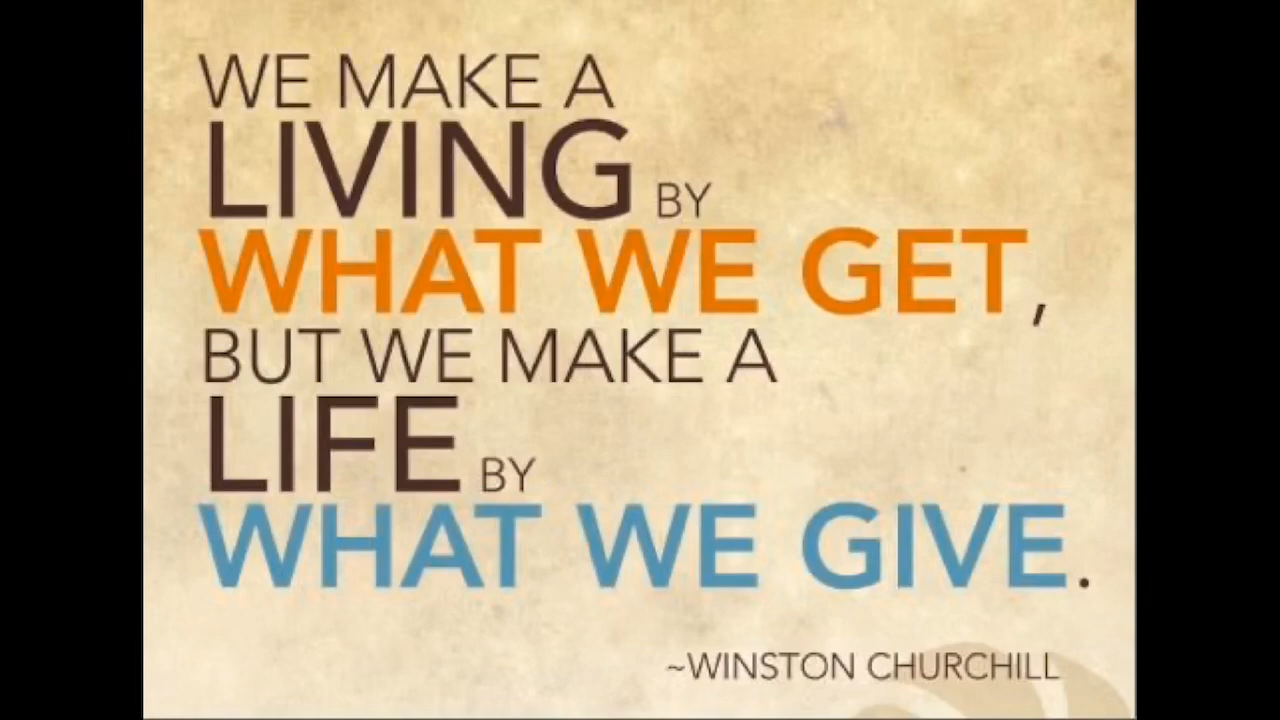 WE MAKE A
LIVING BY
WHAT WE GET,
BUT WE MAKE A
LIFE BY
WHAT WE GIVE.
~WINSTON CHURCHILL